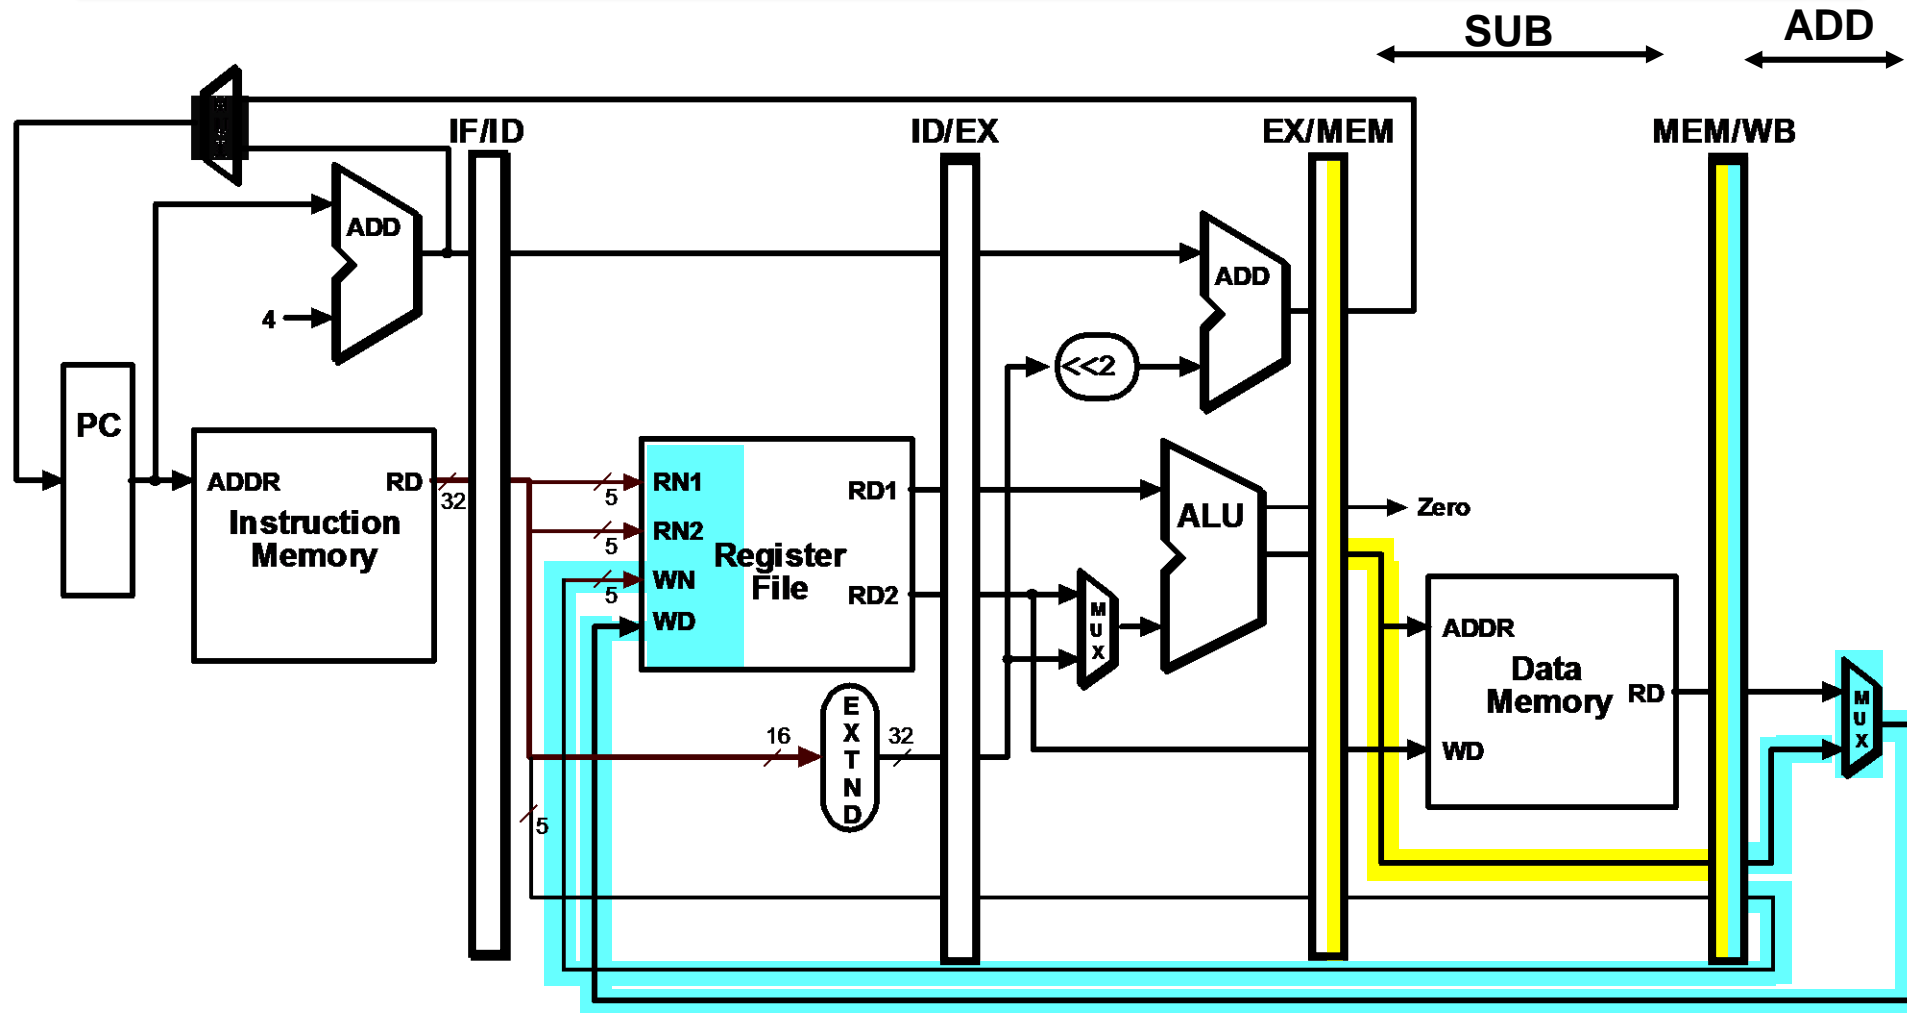 SUB
ADD
IF/ID
ID/EX
EX/MEM
MEM/WB
ADD
4
ADD
<<2
PC
ADDR
RD
32
Instruction
Memory
5
RN1
5
RN2
5
WN
WD
Register
File
RD1
RD2
16
EXTND
32
5
MUX
ALU
Zero
ADDR
Data
Memory
RD
WD
MUX